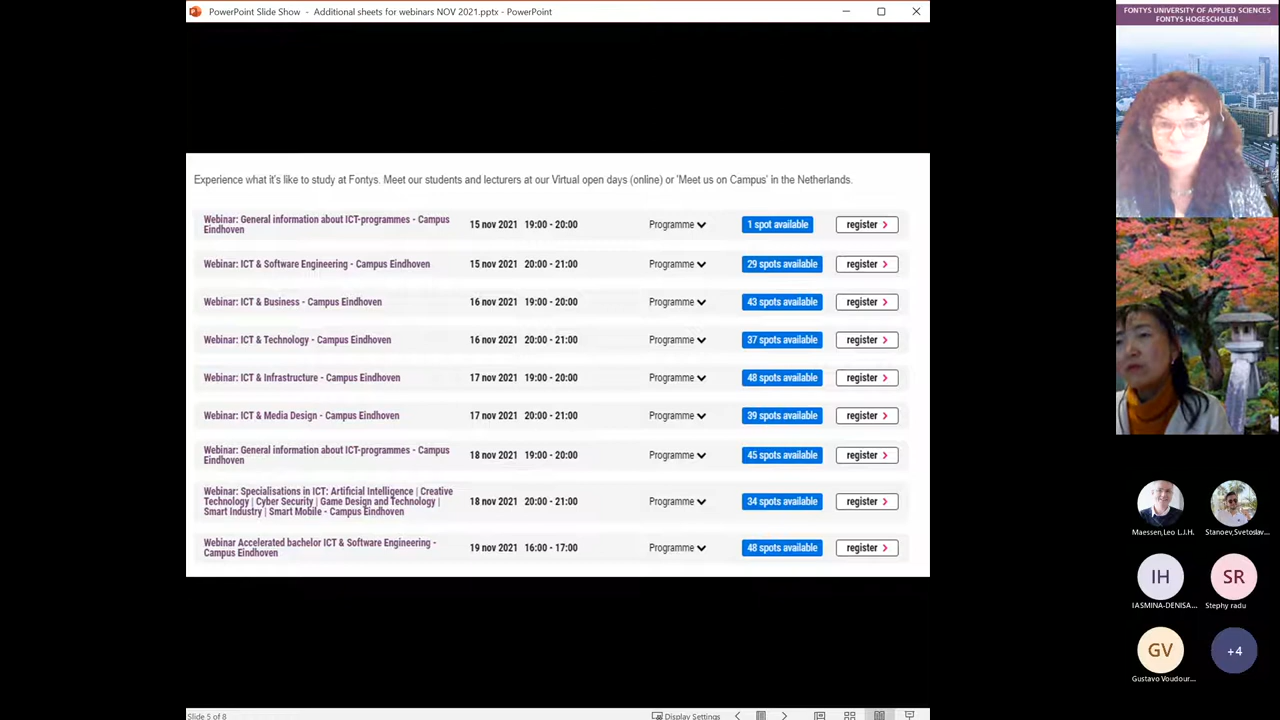 PowerPoint Slide Show - Additional sheets for webinars NOV 2021.pptx - PowerPoint
FONTYS UNIVERSITY OF APPLIED SCIENCES
FONTYS HOGESCHOLEN
Experience what it's like to study at Fontys. Meet our students and lecturers at our Virtual open days (online) or 'Meet us on Campus' in the Netherlands.
Webinar: General information about ICT-programmes - Campus
Eindhoven
15 nov 2021 19:00 - 20:00 Programme 1 spot available register
Webinar: ICT & Software Engineering - Campus Eindhoven 15 nov 2021 20:00 - 21:00 Programme 29 spots available register
Webinar: ICT & Business - Campus Eindhoven 16 nov 2021 19:00 - 20:00 Programme 43 spots available register
Webinar: ICT & Technology - Campus Eindhoven 16 nov 2021 20:00 - 21:00 Programme 37 spots available register
Webinar: ICT & Infrastructure - Campus Eindhoven 17 nov 2021 19:00 - 20:00 Programme 48 spots available register
Webinar: ICT & Media Design - Campus Eindhoven 17 nov 2021 20:00 - 21:00 Programme 39 spots available register
Webinar: General information about ICT-programmes - Campus
Eindhoven
18 nov 2021 19:00 - 20:00 Programme 45 spots available register
Webinar: Specialisations in ICT: Artificial Intelligence | Creative
Technology | Cyber Security | Game Design and Technology |
Smart Industry | Smart Mobile - Campus Eindhoven
18 nov 2021 20:00 - 21:00 Programme 34 spots available register
Webinar Accelerated bachelor ICT & Software Engineering -
Campus Eindhoven
19 nov 2021 16:00 - 17:00 Programme 48 spots available register
Maessen,Leo L.J.H. Stanoev,Svetoslav...
IH SR
IASMINA-DENISA... Stephy radu
GV +4
Gustavo Voudour...
Slide 5 of 8 Display Settings